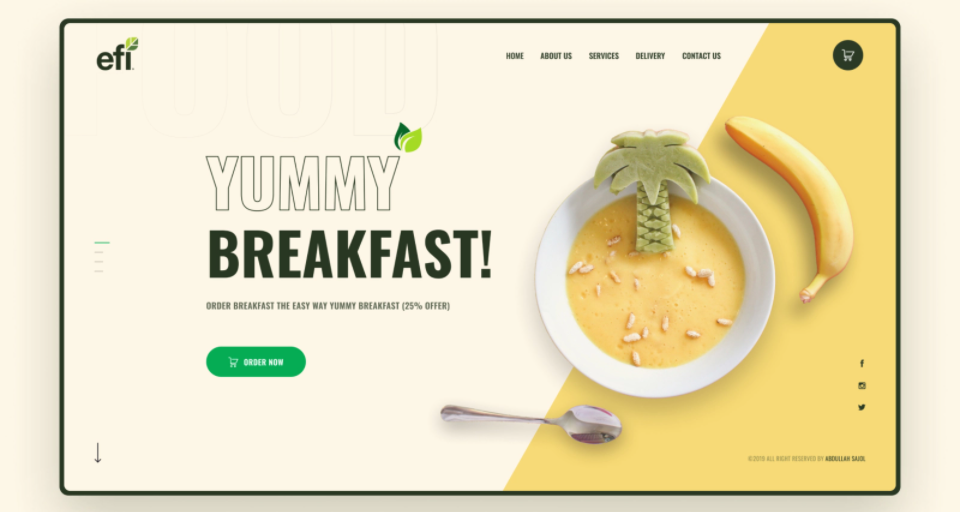 FOOD
efi
HOME ABOUT US SERVICES DELIVERY CONTACT US
YUMMY
BREAKFAST!
ORDER BREAKFAST THE EASY WAY YUMMY BREAKFAST (25% OFFER)
ORDER NOW
©2019 ALL RIGHT RESERVED BY ABDULLAH SAJOL